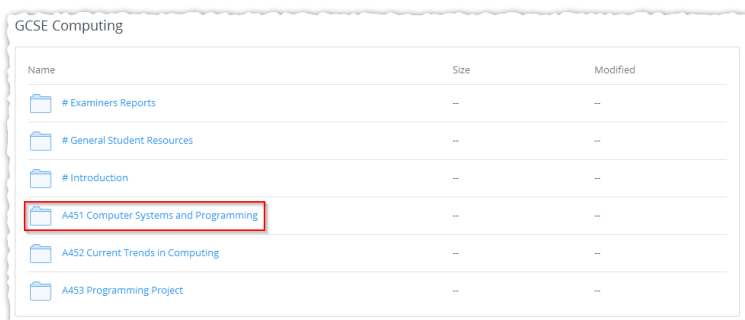 GCSE Computing
Name Size Modified
# Examiners Reports -- --
# General Student Resources -- --
# Introduction -- --
A451 Computer Systems and Programming -- --
A452 Current Trends in Computing -- --
A453 Programming Project -- --